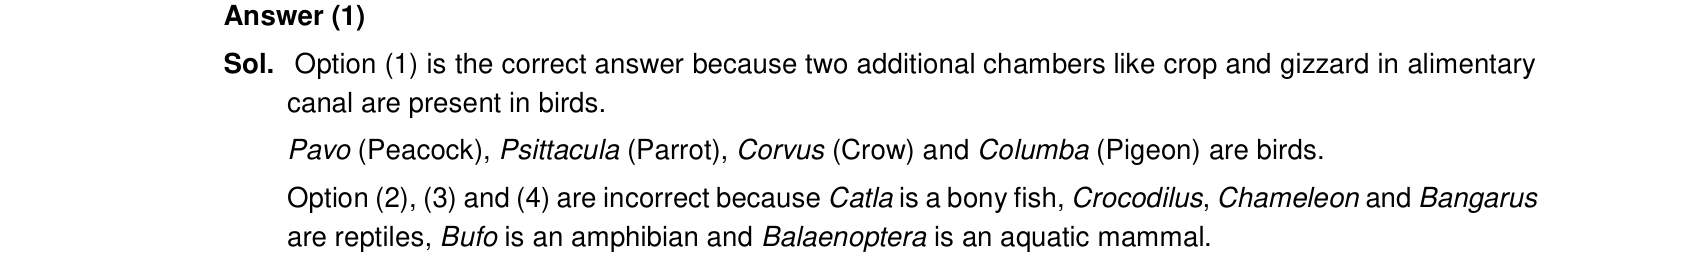 Answer (1)
Sol. Option (1) is the correct answer because two additional chambers like crop and gizzard in alimentary
canal are present in birds.
Pavo (Peacock), Psittacula (Parrot), Corvus (Crow) and Columba (Pigeon) are birds.
Option (2), (3) and (4) are incorrect because Catla is a bony fish, Crocodilus, Chameleon and Bangarus
are reptiles, Bufo is an amphibian and Balaenoptera is an aquatic mammal.